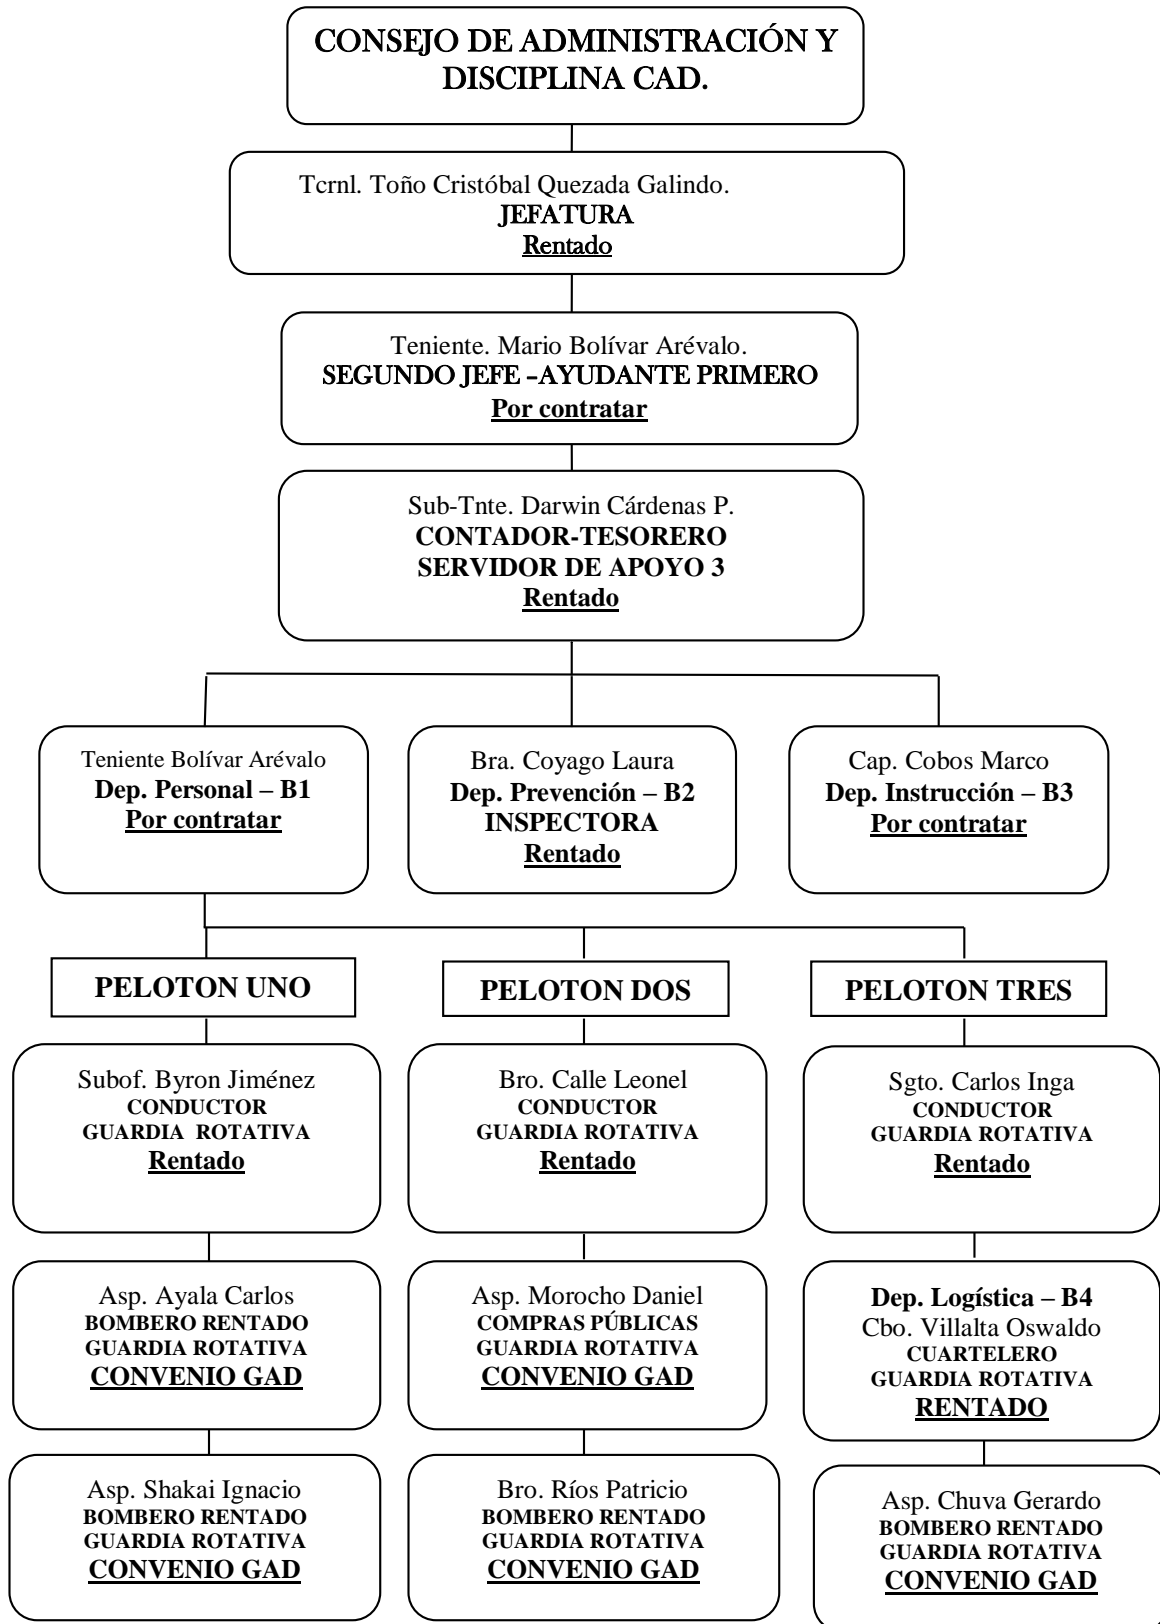 CONSEJO DE ADMINISTRACIÓN Y
DISCIPLINA CAD.
Tcrnl. Toño Cristóbal Quezada Galindo.
JEFATURA
Rentado
Teniente. Mario Bolívar Arévalo.
SEGUNDO JEFE –AYUDANTE PRIMERO
Por contratar
Sub-Tnte. Darwin Cárdenas P.
CONTADOR-TESORERO
SERVIDOR DE APOYO 3
Rentado
Teniente Bolívar Arévalo
Dep. Personal – B1
Por contratar
Bra. Coyago Laura
Dep. Prevención – B2
INSPECTORA
Rentado
Cap. Cobos Marco
Dep. Instrucción – B3
Por contratar
PELOTON UNO
PELOTON DOS
PELOTON TRES
Subof. Byron Jiménez
CONDUCTOR
GUARDIA  ROTATIVA
Rentado
Bro. Calle Leonel
CONDUCTOR
GUARDIA ROTATIVA
Rentado
Sgto. Carlos Inga
CONDUCTOR
GUARDIA ROTATIVA
Rentado
Asp. Ayala Carlos
BOMBERO RENTADO
GUARDIA ROTATIVA
CONVENIO GAD
Asp. Morocho Daniel
COMPRAS PÚBLICAS
GUARDIA ROTATIVA
CONVENIO GAD
Dep. Logística – B4
Cbo. Villalta Oswaldo
CUARTELERO
GUARDIA ROTATIVA
RENTADO
Asp. Shakai Ignacio
BOMBERO RENTADO
GUARDIA ROTATIVA
CONVENIO GAD
Bro. Ríos Patricio
BOMBERO RENTADO
GUARDIA ROTATIVA
CONVENIO GAD
Asp. Chuva Gerardo
BOMBERO RENTADO
GUARDIA ROTATIVA
CONVENIO GAD